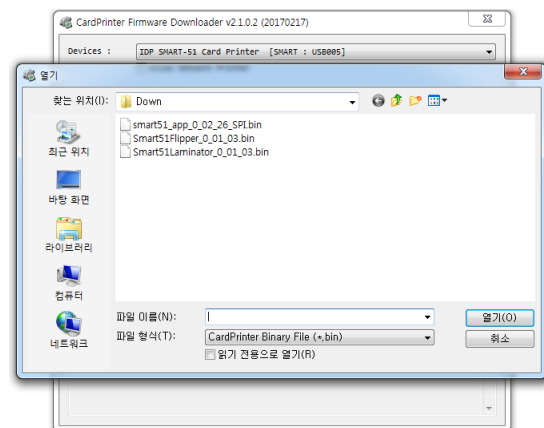 CardPrinter Firmware Downloader v2.1.0.2 (20170217)
Devices :
IDP SMART-51 Card Printer [SMART : USB005]
열기
찾는 위치(I):
Down
smart51_app_0_02_26_SPI.bin
Smart51Flipper_0_01_03.bin
Smart51Laminator_0_01_03.bin
최근 위치
바탕 화면
라이브러리
컴퓨터
네트워크
파일 이름(N):
열기(O)
파일 형식(T):
CardPrinter Binary File (*.bin)
취소
읽기 전용으로 열기(R)